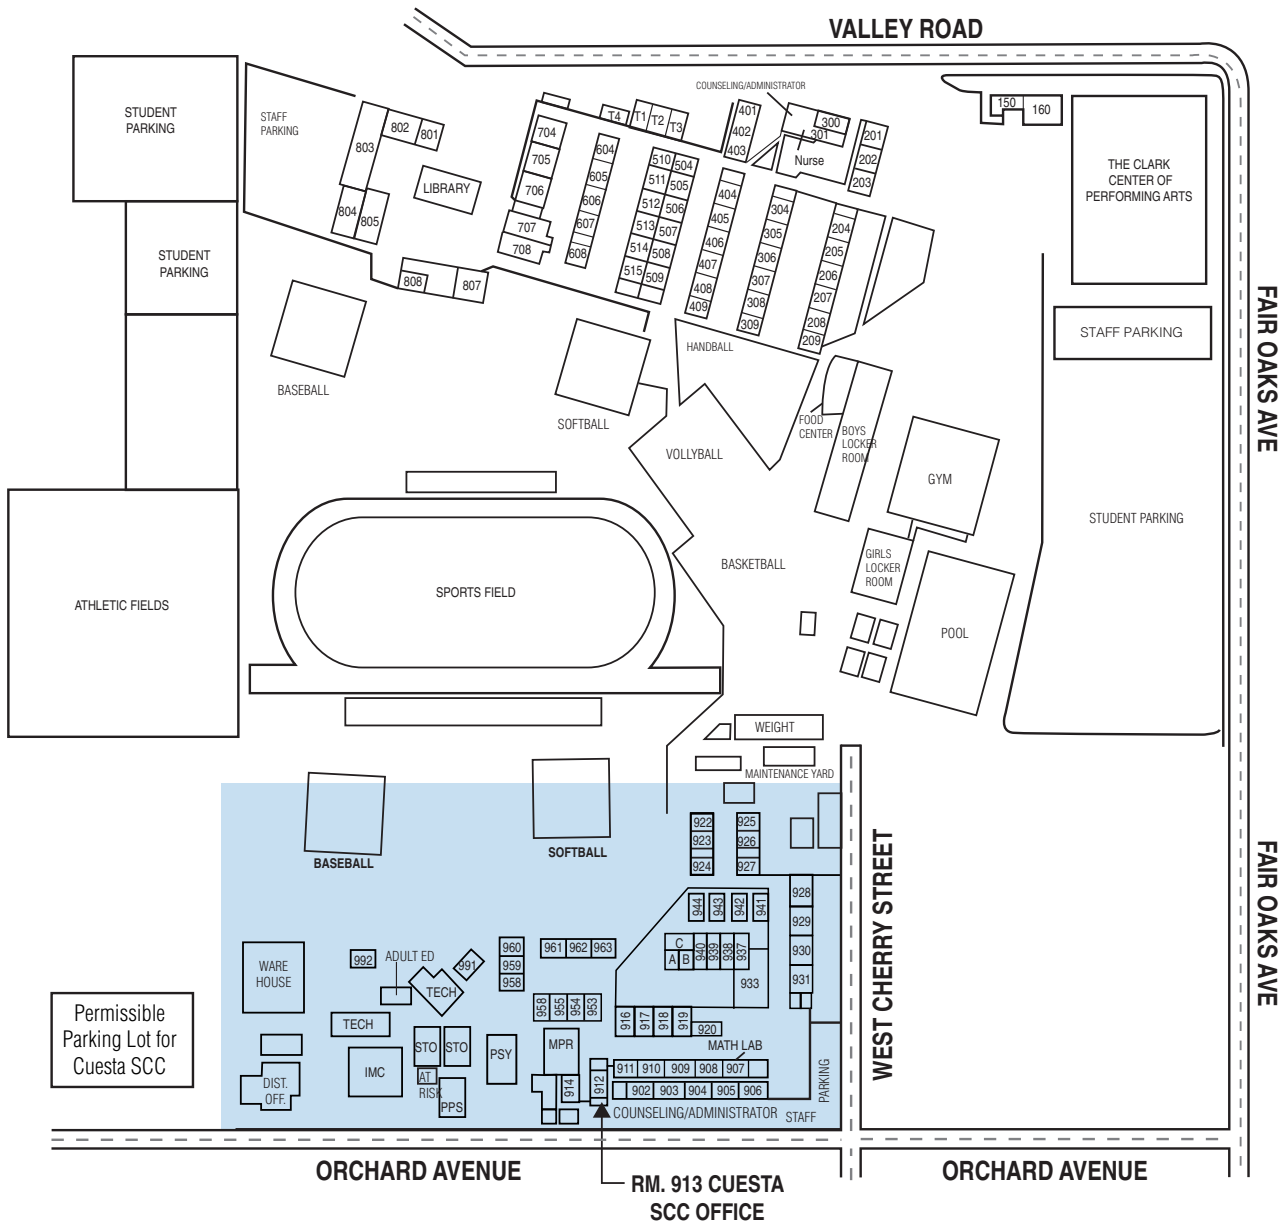 VALLEY ROAD
COUNSELING/ADMINISTRATOR
STUDENT
PARKING
STAFF
PARKING
802
801
803
804
805
LIBRARY
808
807
704
705
706
707
708
T4
T1
T2
T3
604
605
606
607
608
510
504
511
505
512
506
513
507
514
508
515
509
401
402
403
404
405
406
407
408
409
300
301
Nurse
304
305
306
307
308
309
201
202
203
204
205
206
207
208
209
150
160
THE CLARK
CENTER OF
PERFORMING ARTS
STUDENT
PARKING
STAFF PARKING
FAIR OAKS AVE
BASEBALL
SOFTBALL
HANDBALL
VOLLYBALL
FOOD
CENTER
BOYS
LOCKER
ROOM
GYM
STUDENT PARKING
BASKETBALL
GIRLS
LOCKER
ROOM
POOL
ATHLETIC FIELDS
SPORTS FIELD
WEIGHT
MAINTENANCE YARD
BASEBALL
SOFTBALL
922
923
924
925
926
927
928
929
930
931
WEST CHERRY STREET
FAIR OAKS AVE
944
943
942
941
C
A
B
940
939
938
937
933
961
962
963
960
959
958
992
ADULT ED
991
TECH
WARE
HOUSE
958
955
954
953
916
917
918
919
920
MATH LAB
Permissible
Parking Lot for
Cuesta SCC
TECH
STO
STO
PSY
MPR
IMC
AT
RISK
PPS
DIST.
OFF.
914
912
911
910
909
908
907
902
903
904
905
906
COUNSELING/ADMINISTRATOR
STAFF
PARKING
ORCHARD AVENUE
ORCHARD AVENUE
RM. 913 CUESTA
SCC OFFICE